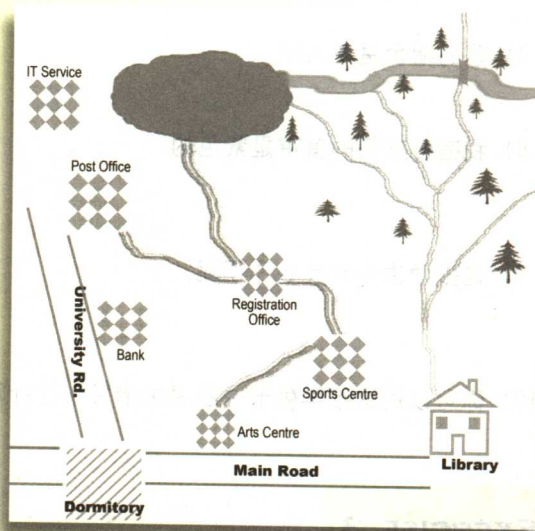 IT Service
Post Office
University Rd.
Registration
Office
Bank
Sports Centre
Arts Centre
Main Road
Library
Dormitory